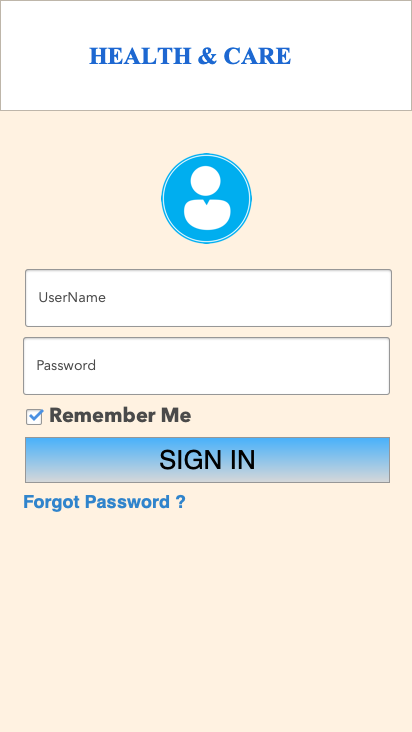 HEALTH & CARE
UserName
Password
Remember Me
SIGN IN
Forgot Password ?